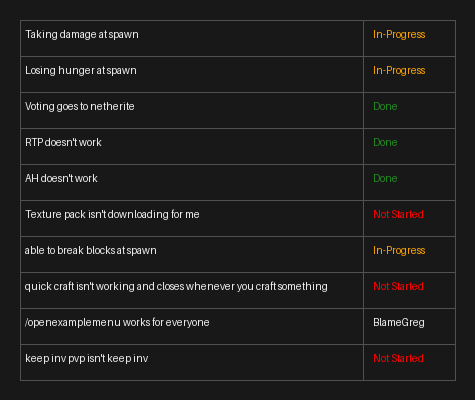 Taking damage at spawn In-Progress
Losing hunger at spawn In-Progress
Voting goes to netherite Done
RTP doesn't work Done
AH doesn't work Done
Texture pack isn't downloading for me Not Started
able to break blocks at spawn In-Progress
quick craft isn't working and closes whenever you craft something Not Started
/openexamplemenu works for everyone BlameGreg
keep inv pvp isn't keep inv Not Started